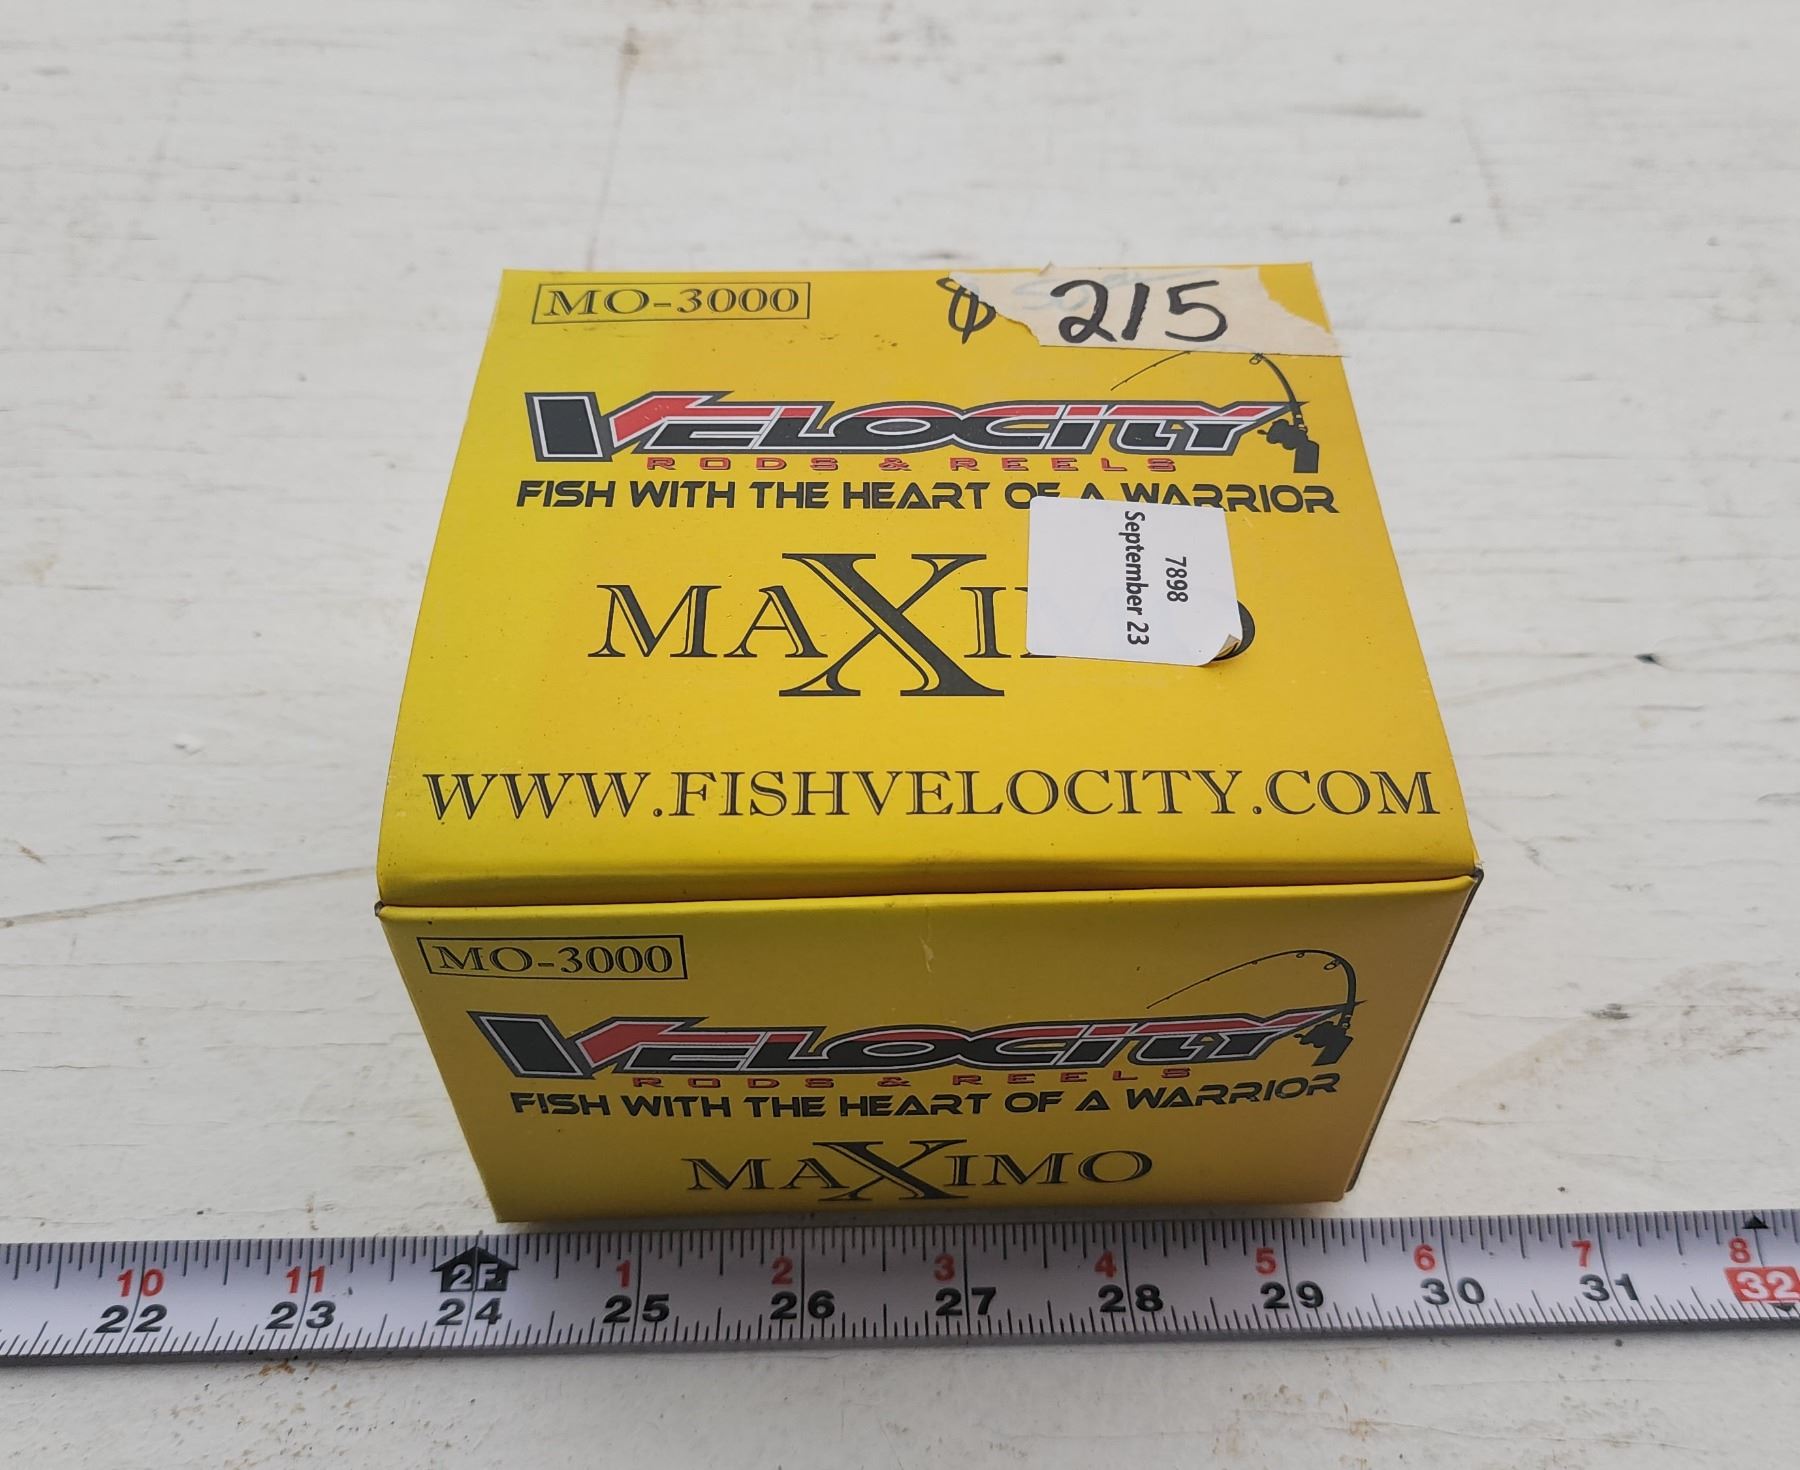 MO-3000
$ 215
VELOCITY
RODS & REELS
FISH WITH THE HEART OF A WARRIOR
7898
September 23
MAXIMO
WWW.FISHVELOCITY.COM
MO-3000
VELOCITY
RODS & REELS
FISH WITH THE HEART OF A WARRIOR
MAXIMO
10 11 2F 1 2 3 4 5 6 7 8
22 23 24 25 26 27 28 29 30 31 32